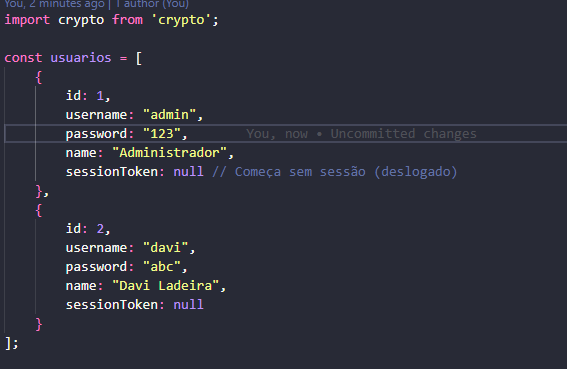 You, 2 minutes ago | 1 author (You)
import crypto from 'crypto';
const usuarios = [
{
id: 1,
username: "admin",
password: "123", You, now • Uncommitted changes
name: "Administrador",
sessionToken: null // Começa sem sessão (deslogado)
},
{
id: 2,
username: "davi",
password: "abc",
name: "Davi Ladeira",
sessionToken: null
}
];